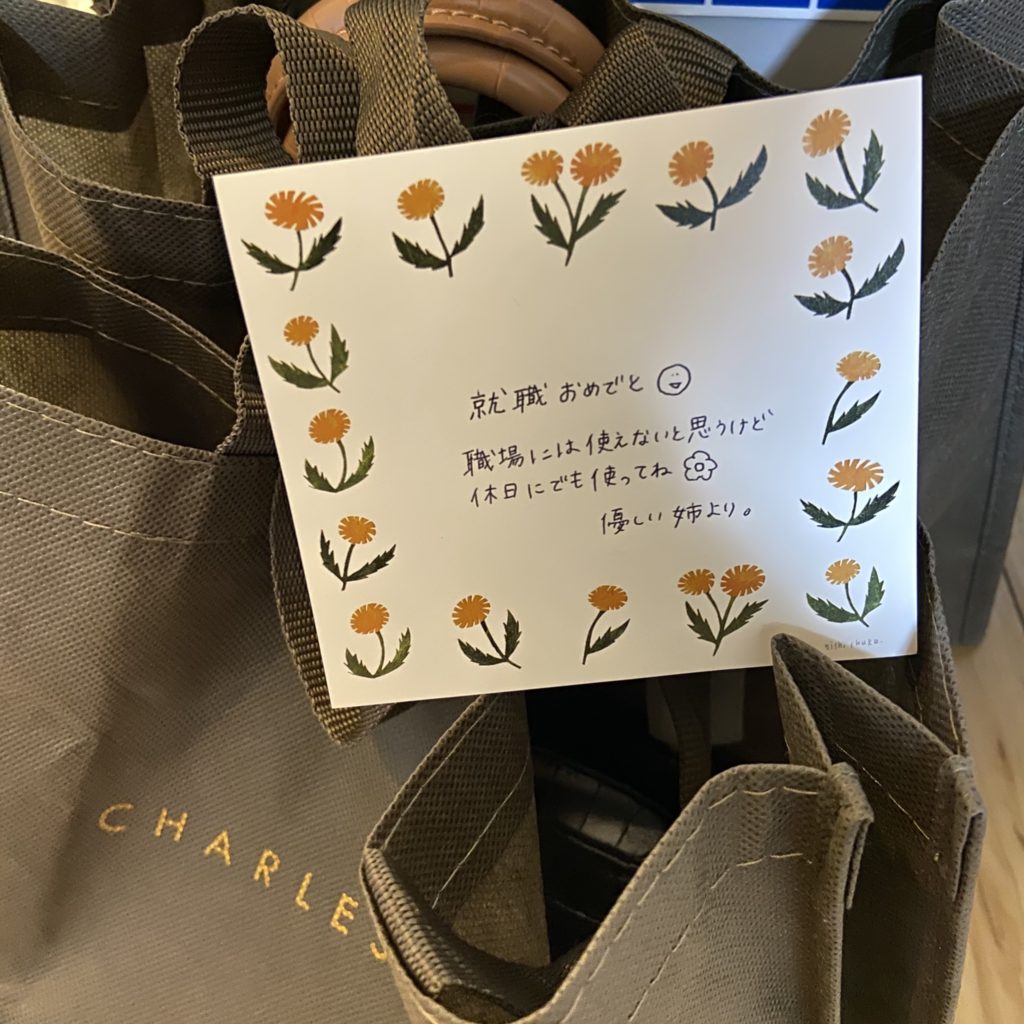 就職おめでと
職場には使えないと思うけど
休日にでも使ってね
優しい姉より。
CHARLES